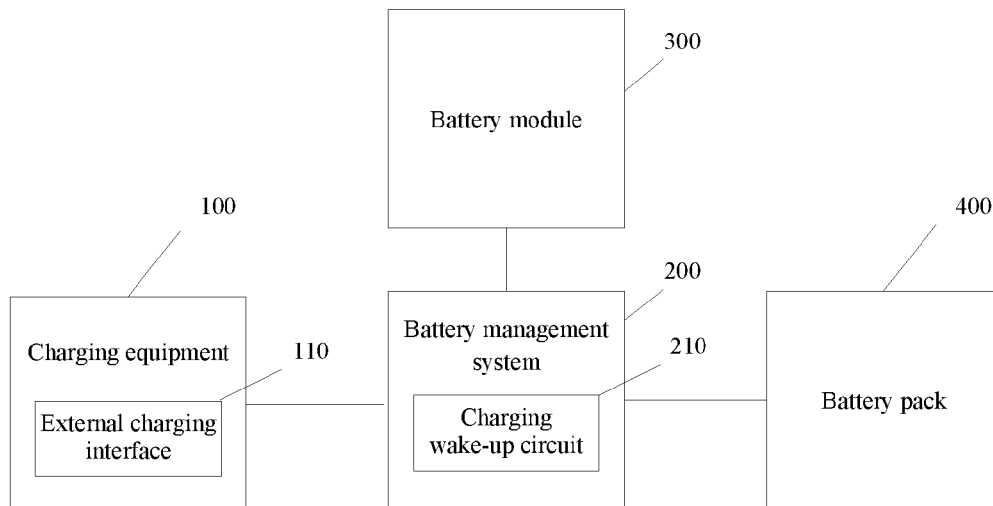 300
Battery module
100
400
200
Battery management
system
Charging equipment
110
210
External charging
interface
Charging
wake-up circuit
Battery pack